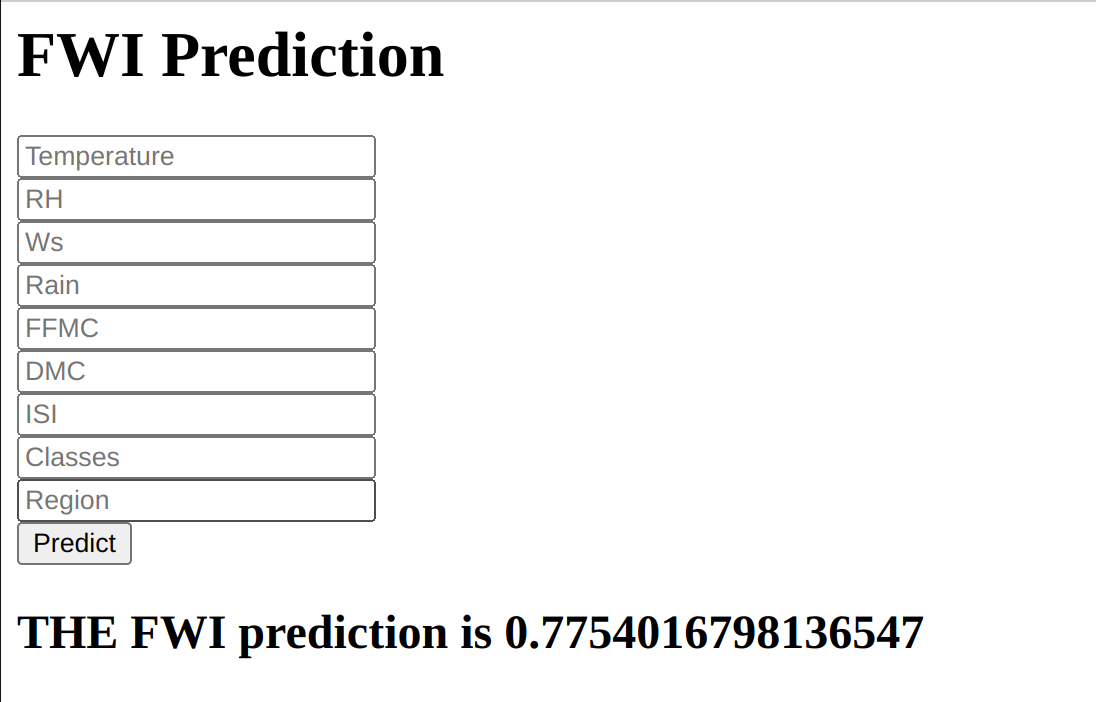 FWI Prediction
Temperature
RH
Ws
Rain
FFMC
DMC
ISI
Classes
Region
Predict
THE FWI prediction is 0.7754016798136547